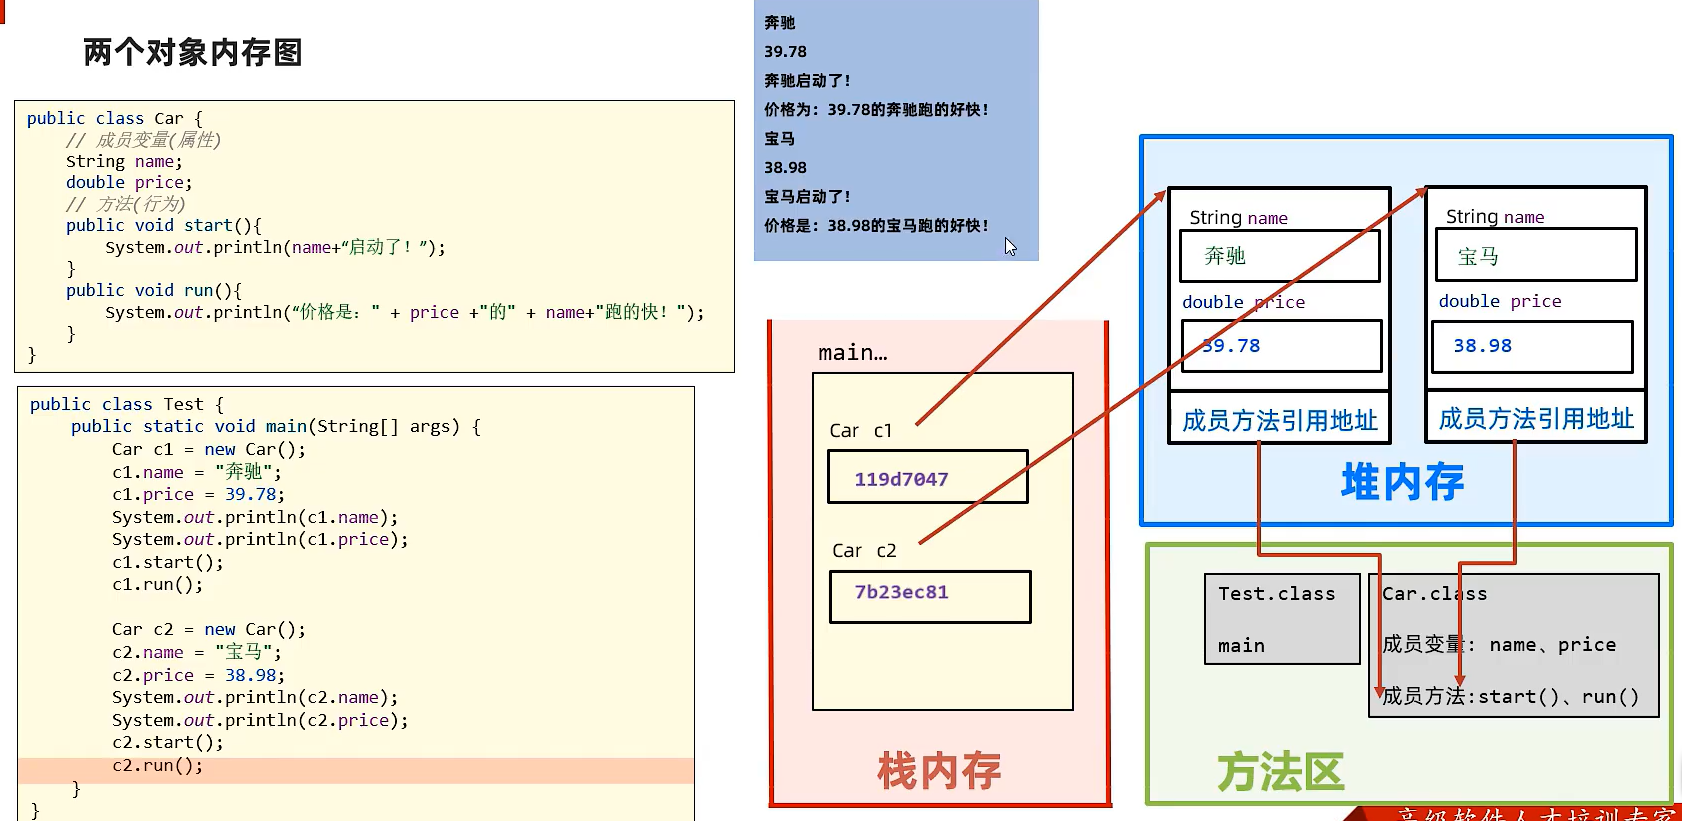 两个对象内存图
public class Car {
// 成员变量(属性)
String name;
double price;
// 方法(行为)
public void start(){
System.out.println(name+“启动了！”);
}
public void run(){
System.out.println(“价格是：" + price +"的" + name+"跑的快！");
}
}
public class Test {
public static void main(String[] args) {
Car c1 = new Car();
c1.name = "奔驰";
c1.price = 39.78;
System.out.println(c1.name);
System.out.println(c1.price);
c1.start();
c1.run();
Car c2 = new Car();
c2.name = "宝马";
c2.price = 38.98;
System.out.println(c2.name);
System.out.println(c2.price);
c2.start();
c2.run();
}
}
奔驰
39.78
奔驰启动了！
价格为：39.78的奔驰跑的好快！
宝马
38.98
宝马启动了！
价格是：38.98的宝马跑的好快！
main…
Car c1
119d7047
Car c2
7b23ec81
栈内存
String name
奔驰
double price
39.78
成员方法引用地址
String name
宝马
double price
38.98
成员方法引用地址
堆内存
Test.class
main
Car.class
成员变量: name、price
成员方法:start()、run()
方法区
高级软件人才培训专家